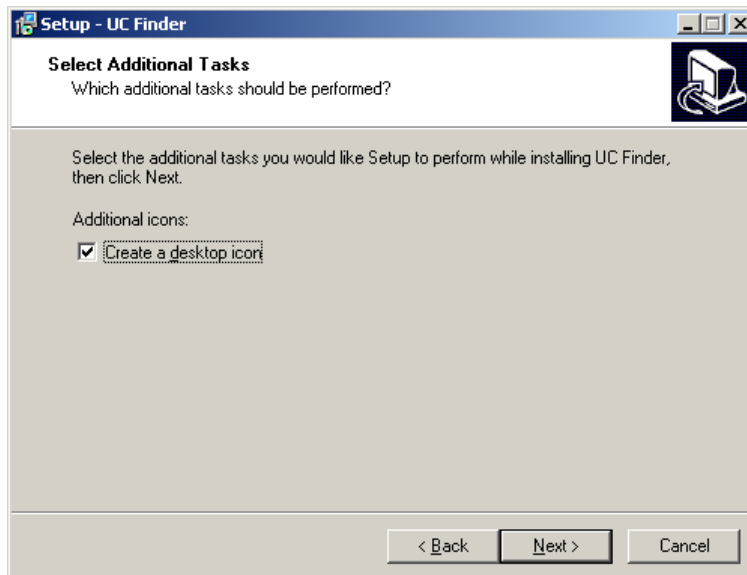 Setup - UC Finder
Select Additional Tasks
Which additional tasks should be performed?
Select the additional tasks you would like Setup to perform while installing UC Finder,
then click Next.
Additional icons:
Create a desktop icon
< Back
Next >
Cancel